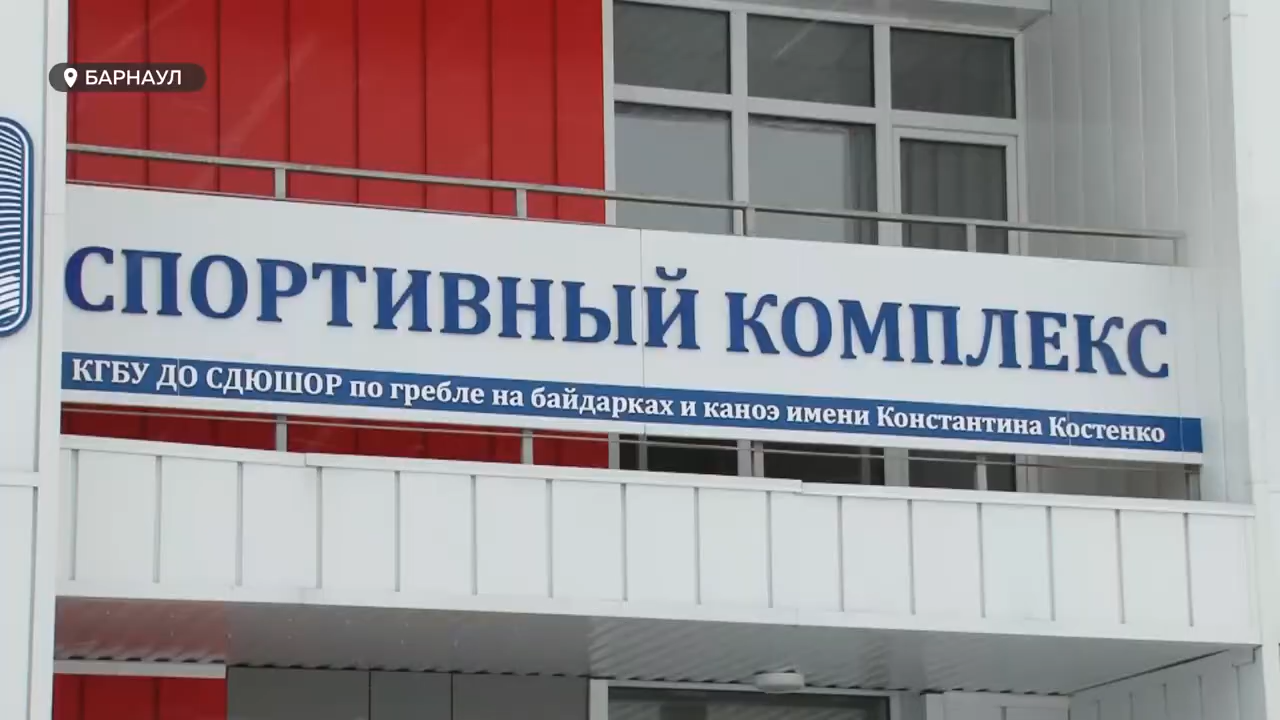 БАРНАУЛ
СПОРТИВНЫЙ КОМПЛЕКС
КГБУ ДО СДЮШОР по гребле на байдарках и каноэ имени Константина Костенко